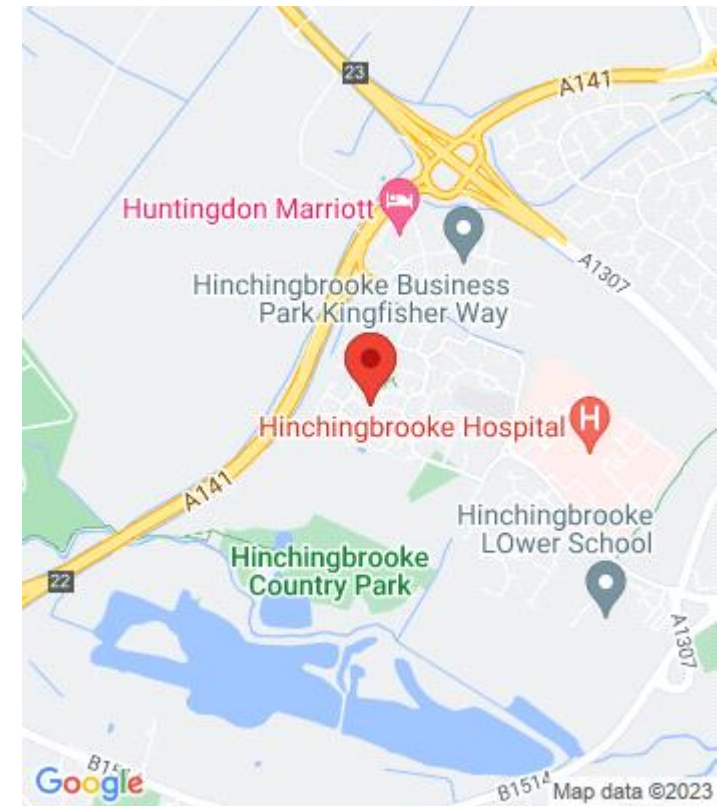 23
A141
Huntingdon Marriott
A1307
Hinchingbrooke Business
Park Kingfisher Way
Hinchingbrooke Hospital
H
A141
Hinchingbrooke
LOwer School
Hinchingbrooke
Country Park
22
A1307
Google
B1514
Map data ©2023